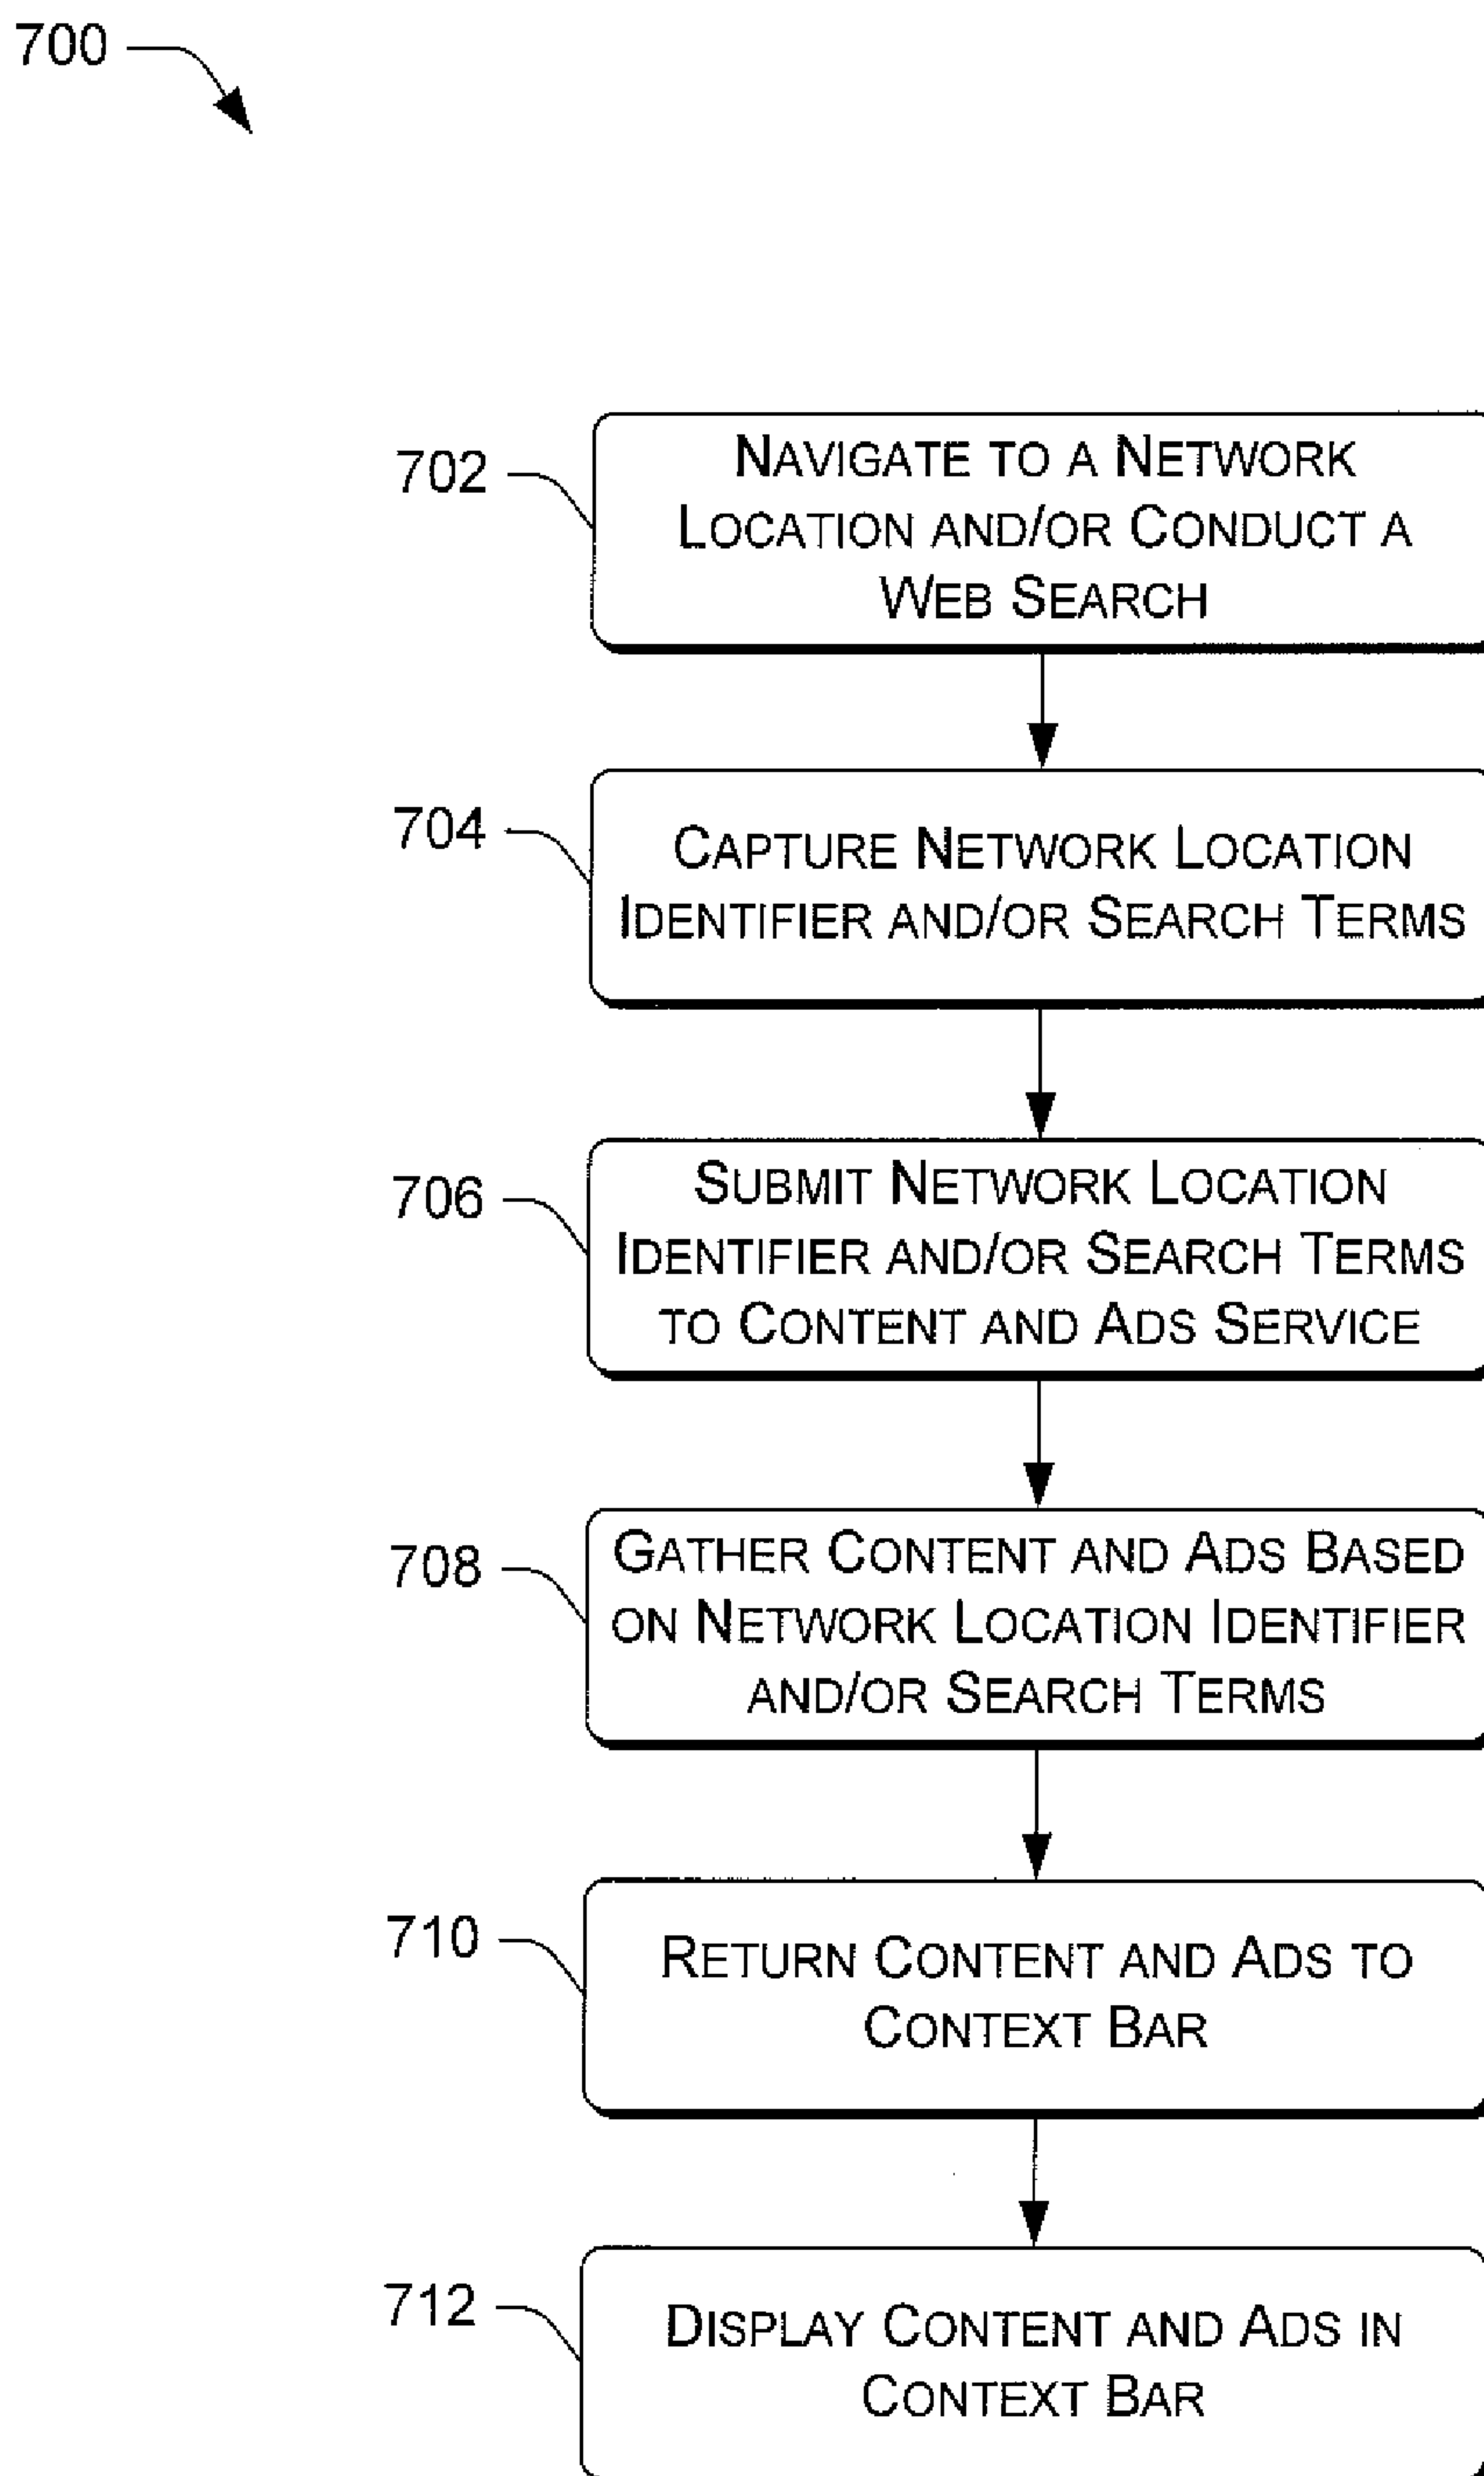 700
702
NAVIGATE TO A NETWORK
LOCATION AND/OR CONDUCT A
WEB SEARCH
704
CAPTURE NETWORK LOCATION
IDENTIFIER AND/OR SEARCH TERMS
706
SUBMIT NETWORK LOCATION
IDENTIFIER AND/OR SEARCH TERMS
TO CONTENT AND ADS SERVICE
708
GATHER CONTENT AND ADS BASED
ON NETWORK LOCATION IDENTIFIER
AND/OR SEARCH TERMS
710
RETURN CONTENT AND ADS TO
CONTEXT BAR
712
DISPLAY CONTENT AND ADS IN
CONTEXT BAR